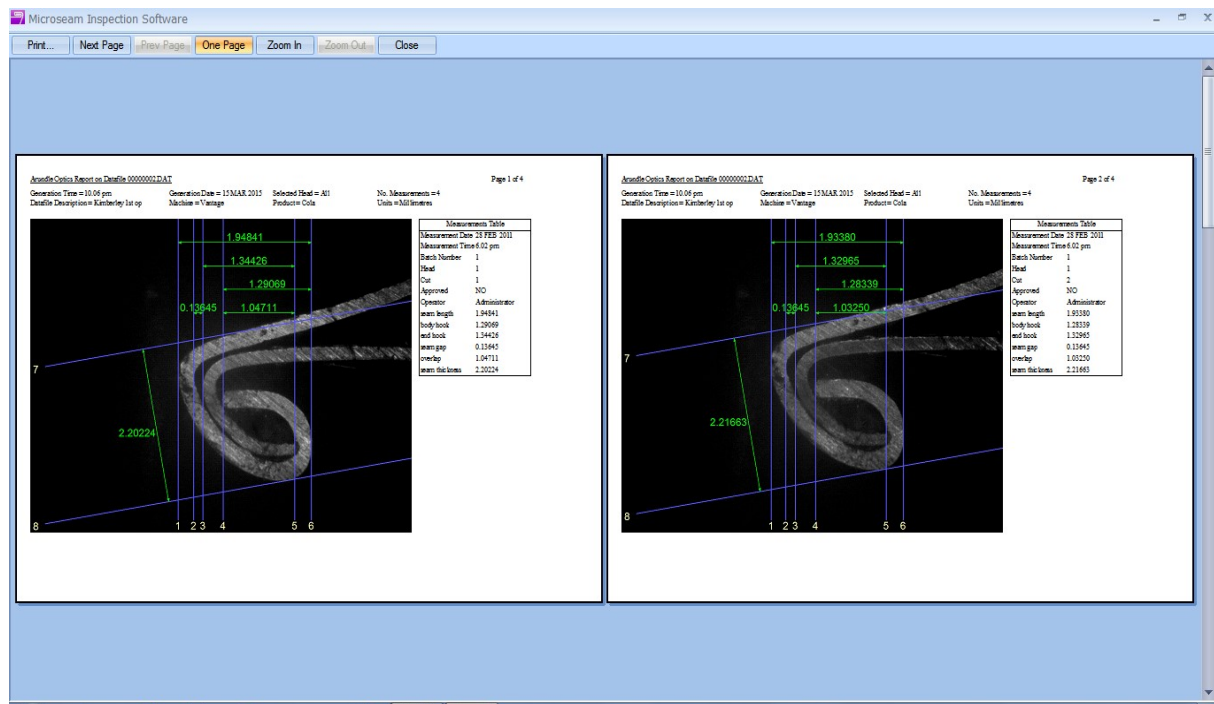 Microseam Inspection Software
Print... Next Page Prev Page One Page Zoom In Zoom Out Close
Arundle Optics Report on Datafile 00000002.DAT Page 1 of 4
Generation Time = 10.06 pm Generation Date = 15 MAR 2015 Selected Head = All No. Measurements = 4
Datafile Description = Kimberley 1st op Machine = Vantage Product = Cola Units = Millimetres
1.94841
1.34426
1.29069
0.13645 1.04711
7
2.20224
8
1 2 3 4 5 6
Measurements Table
Measurement Date 28 FEB 2011
Measurement Time 6.02 pm
Batch Number 1
Head 1
Cut 1
Approved NO
Operator Administrator
seam length 1.94841
body hook 1.29069
end hook 1.34426
seam gap 0.13645
overlap 1.04711
seam thickness 2.20224
Arundle Optics Report on Datafile 00000002.DAT Page 2 of 4
Generation Time = 10.06 pm Generation Date = 15 MAR 2015 Selected Head = All No. Measurements = 4
Datafile Description = Kimberley 1st op Machine = Vantage Product = Cola Units = Millimetres
1.93380
1.32965
1.28339
0.13645 1.03250
7
2.21663
8
1 2 3 4 5 6
Measurements Table
Measurement Date 28 FEB 2011
Measurement Time 6.02 pm
Batch Number 1
Head 1
Cut 2
Approved NO
Operator Administrator
seam length 1.93380
body hook 1.28339
end hook 1.32965
seam gap 0.13645
overlap 1.03250
seam thickness 2.21663